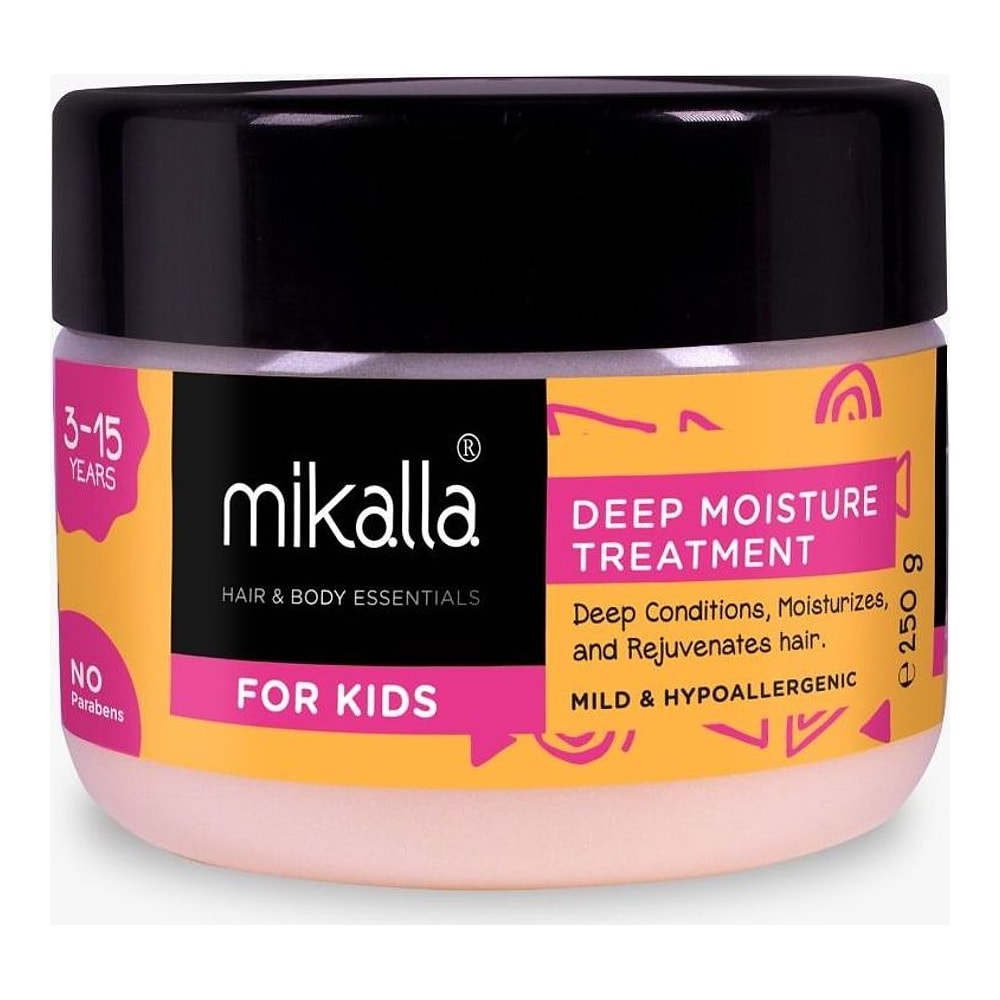 3-15
YEARS
mikalla®
HAIR & BODY ESSENTIALS
FOR KIDS
NO
Parabens
DEEP MOISTURE
TREATMENT
Deep Conditions, Moisturizes,
and Rejuvenates hair.
MILD & HYPOALLERGENIC
℮ 250 g